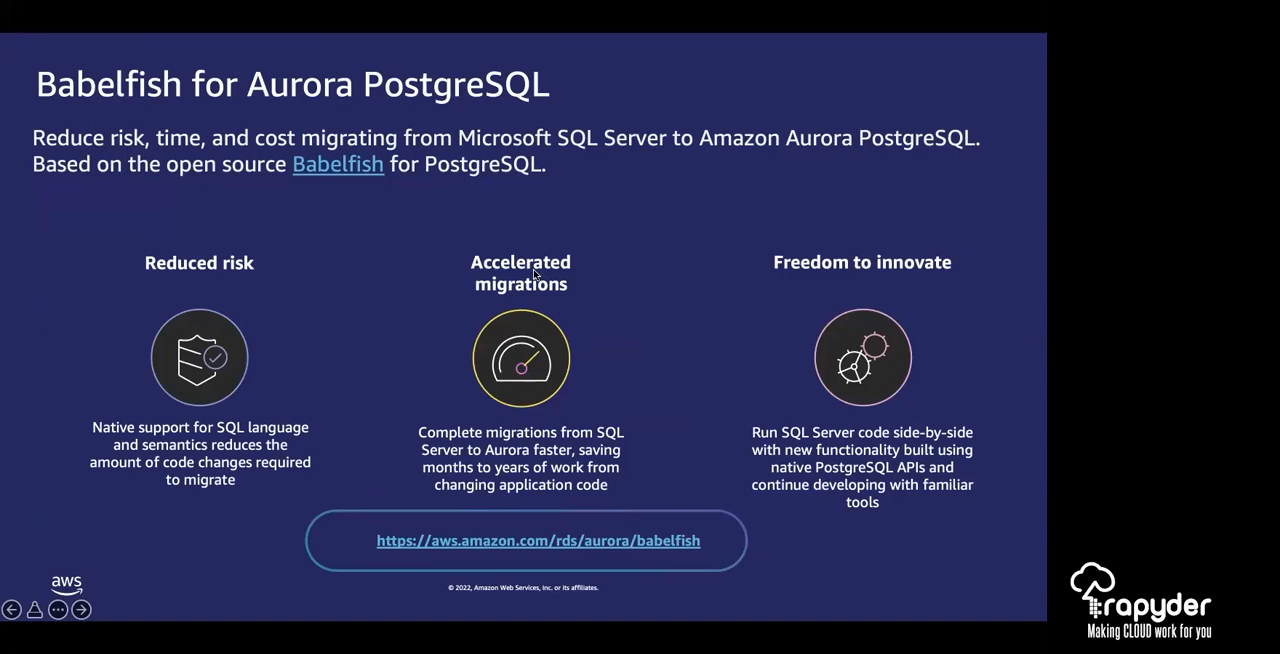 Babelfish for Aurora PostgreSQL
Reduce risk, time, and cost migrating from Microsoft SQL Server to Amazon Aurora PostgreSQL.
Based on the open source Babelfish for PostgreSQL.
Reduced risk
Native support for SQL language
and semantics reduces the
amount of code changes required
to migrate
Accelerated
migrations
Complete migrations from SQL
Server to Aurora faster, saving
months to years of work from
changing application code
Freedom to innovate
Run SQL Server code side-by-side
with new functionality built using
native PostgreSQL APIs and
continue developing with familiar
tools
https://aws.amazon.com/rds/aurora/babelfish
aws
© 2022, Amazon Web Services, Inc. or its affiliates.
rapyder
Making CLOUD work for you